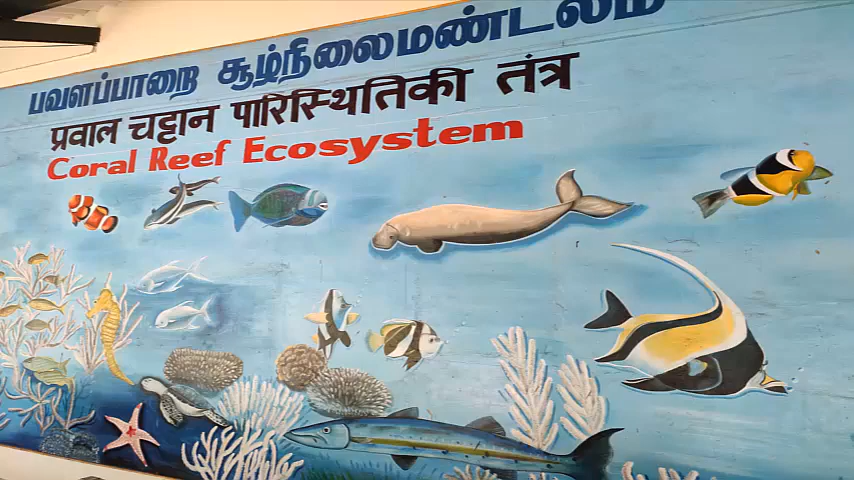 பவளப்பாறை சூழ்நிலைமண்டலம்
प्रवाल चट्टान पारिस्थितिकी तंत्र
Coral Reef Ecosystem